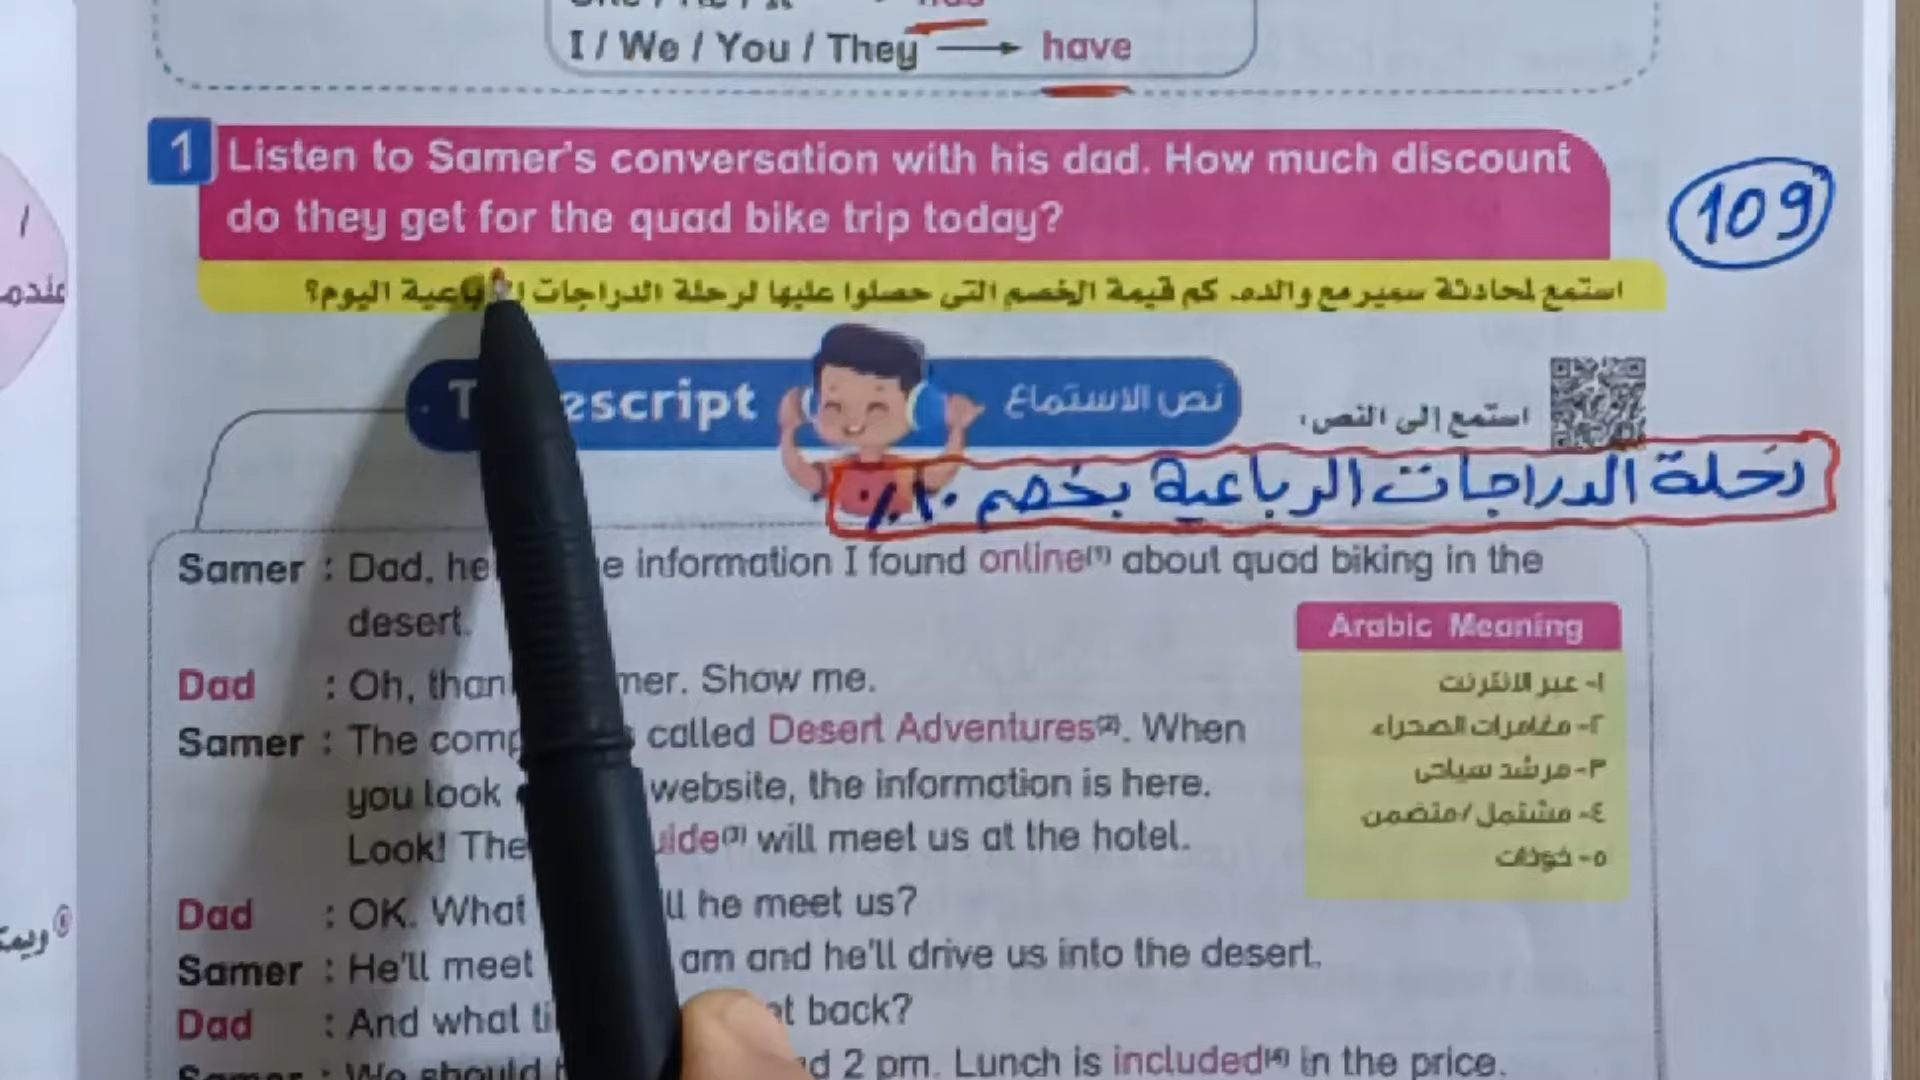 I / We / You / They → have
1 Listen to Samer's conversation with his dad. How much discount
do they get for the quad bike trip today?
109
استمع لمحادثة سمير مع والده. كم قيمة الخصم التى حصلوا عليها لرحلة الدراجات اليوم؟
script
نص الاستماع
استمع إلى النص:
رحلة الدراجات الرباعية بخصم ١٠٪
Samer : Dad, information I found online(1) about quad biking in the
desert.
Dad : Oh, Show me.
Samer : The called Desert Adventures(2). When
you look website, the information is here.
Look! The will meet us at the hotel.
Dad : OK. What he meet us?
Samer : He'll meet am and he'll drive us into the desert.
Dad : And what back?
2 pm. Lunch is included(4) in the price.
Arabic Meaning
١- عبر الانترنت
٢- مغامرات الصحراء
٣- مرشد سياحى
٤- مشتمل/متضمن
٥- خوذات